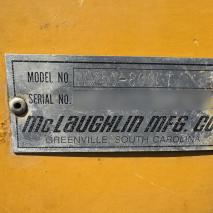 MODEL NO.
SERIAL NO.
McLAUGHLIN MFG. CO
GREENVILLE, SOUTH CAROLINA